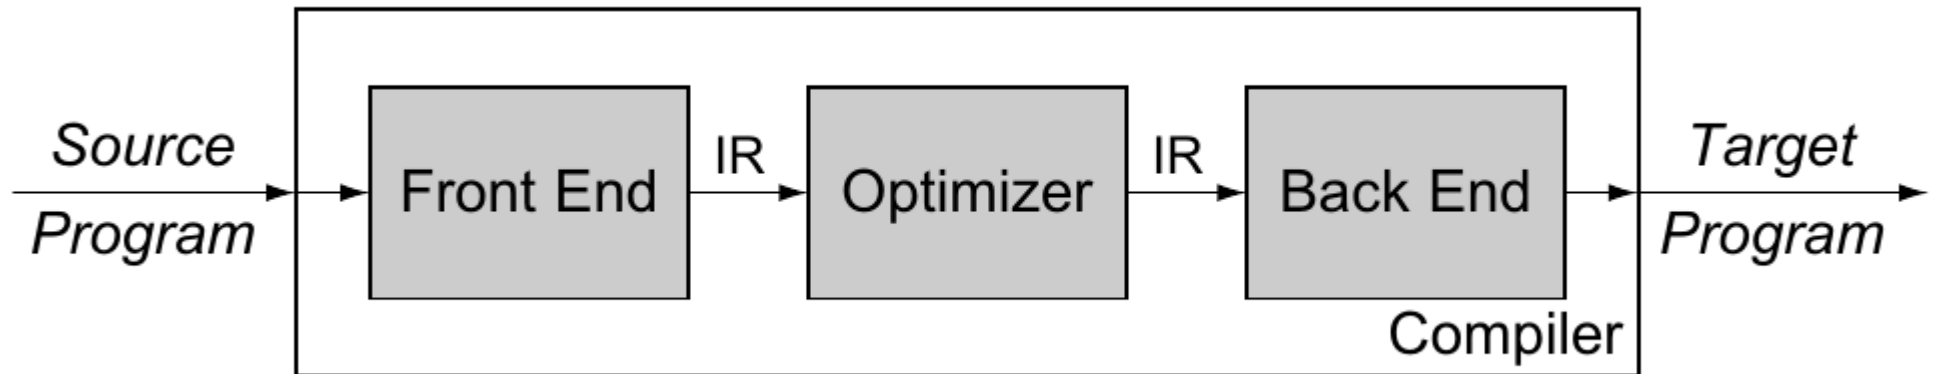 Source
Program
Front End
IR
Optimizer
IR
Back End
Target
Program
Compiler